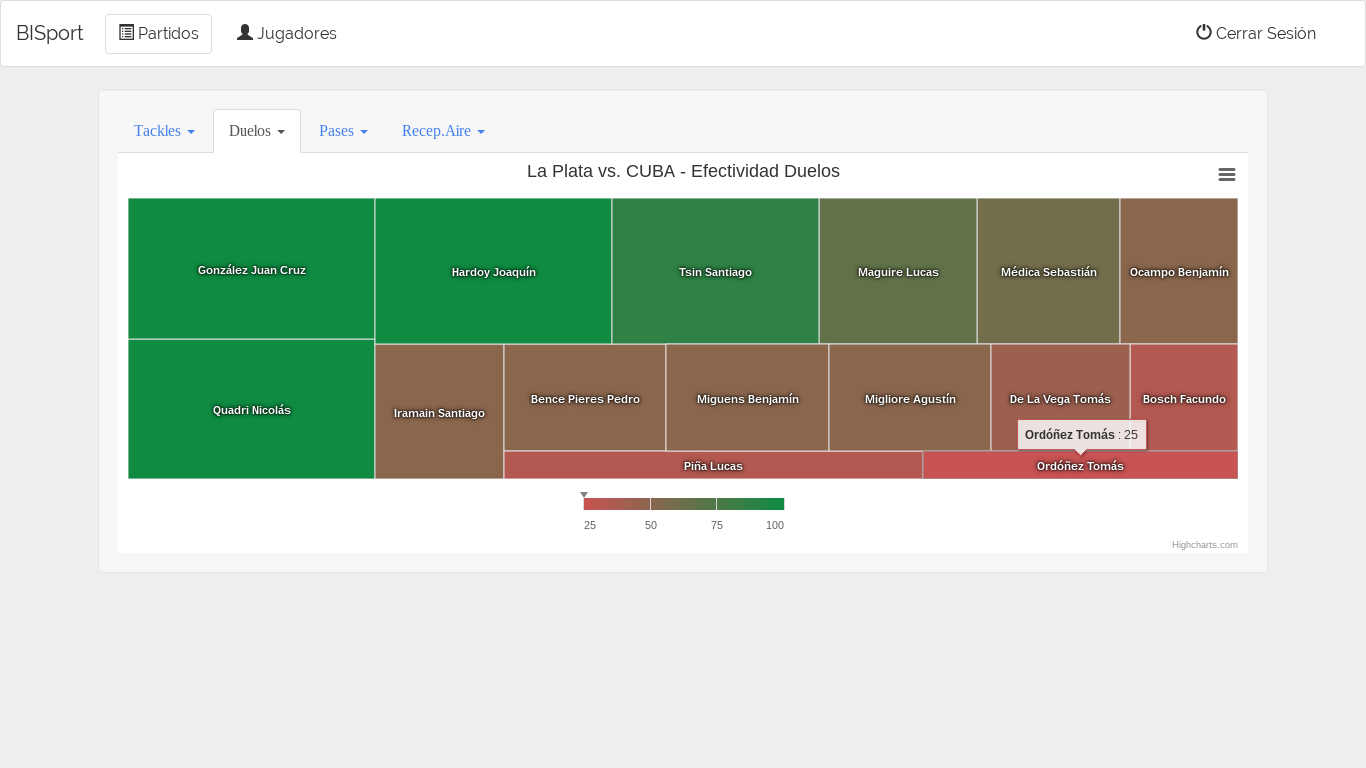 BISport Partidos Jugadores Cerrar Sesión
Tackles Duelos Pases Recep.Aire
La Plata vs. CUBA - Efectividad Duelos
González Juan Cruz
Hardoy Joaquín
Tsin Santiago
Maguire Lucas
Médica Sebastián
Ocampo Benjamín
Quadri Nicolás
Iramain Santiago
Bence Pieres Pedro
Miguens Benjamín
Migliore Agustín
De La Vega Tomás
Bosch Facundo
Ordóñez Tomás : 25
Piña Lucas
Ordóñez Tomás
25 50 75 100
Highcharts.com